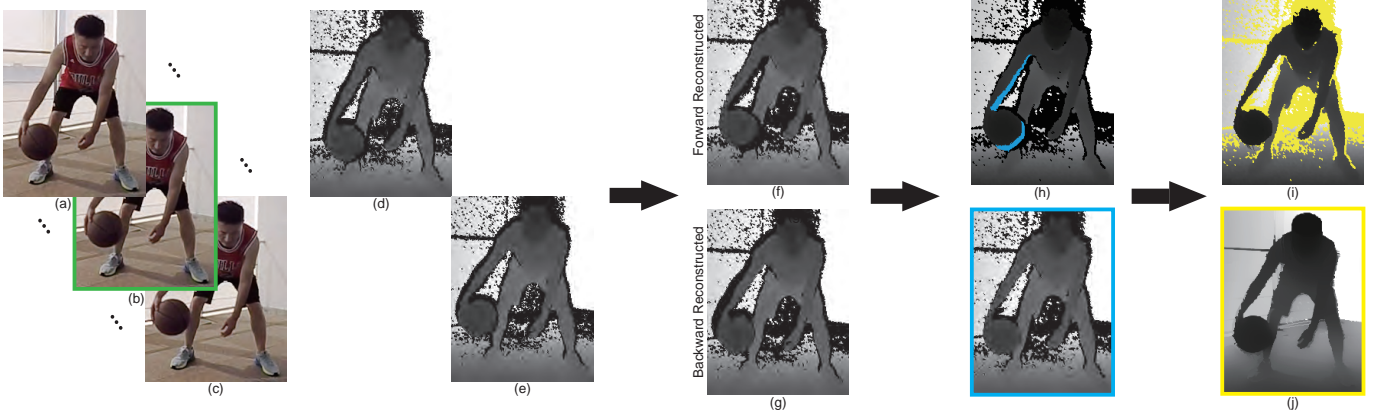 (a)
(b)
(c)
(d)
(e)
Forward Reconstructed
(f)
Backward Reconstructed
(g)
(h)
(i)
(j)